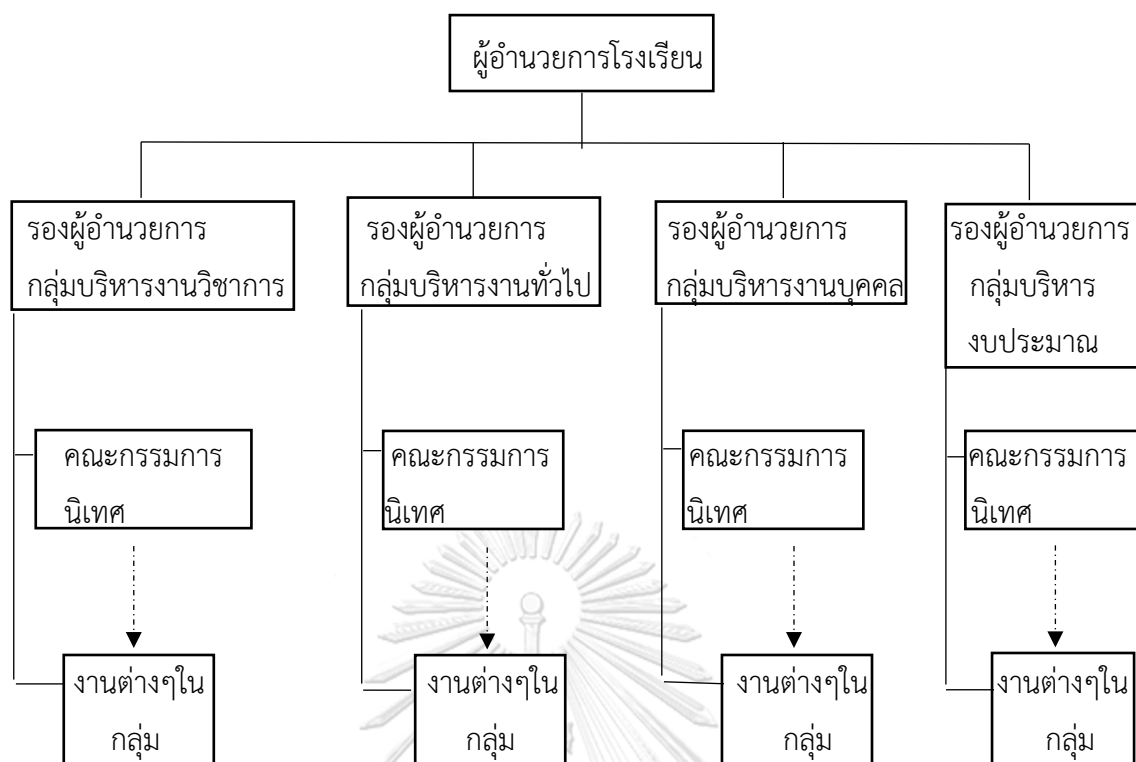 ผู้อำนวยการโรงเรียน
รองผู้อำนวยการ
กลุ่มบริหารงานวิชาการ
รองผู้อำนวยการ
กลุ่มบริหารงานทั่วไป
รองผู้อำนวยการ
กลุ่มบริหารงานบุคคล
รองผู้อำนวยการ
กลุ่มบริหาร
งบประมาณ
คณะกรรมการ
นิเทศ
คณะกรรมการ
นิเทศ
คณะกรรมการ
นิเทศ
คณะกรรมการ
นิเทศ
งานต่างๆใน
กลุ่ม
งานต่างๆใน
กลุ่ม
งานต่างๆใน
กลุ่ม
งานต่างๆใน
กลุ่ม